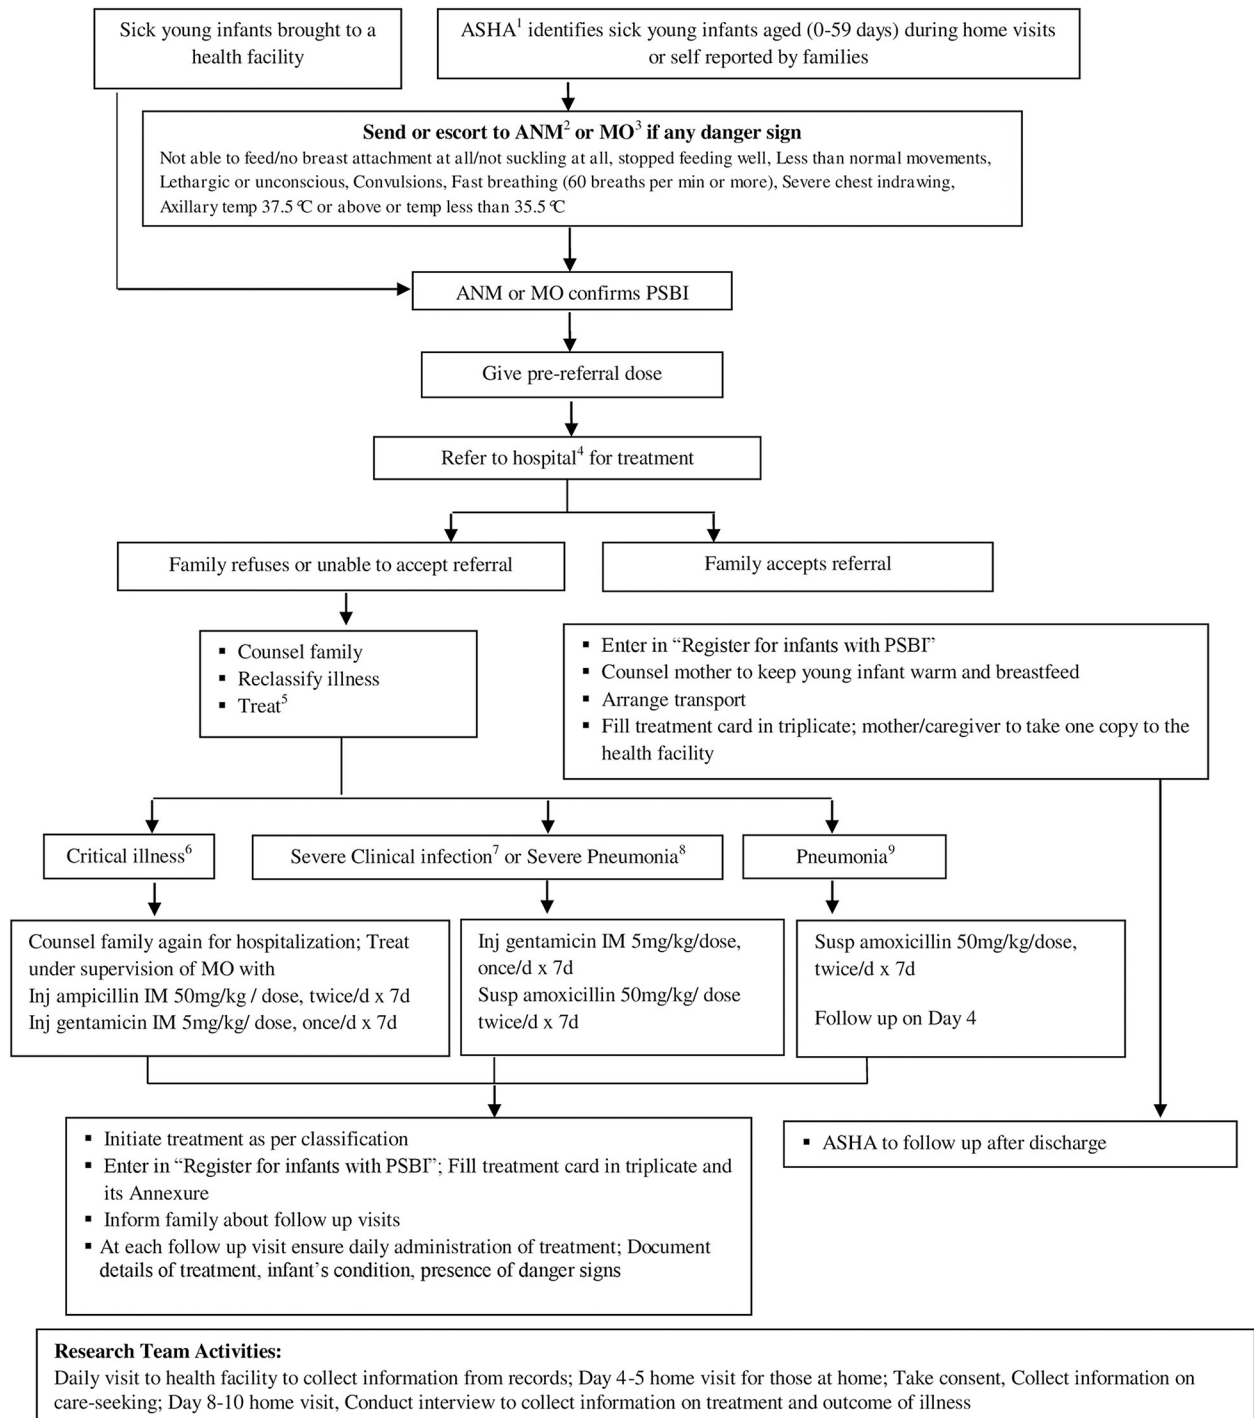 Sick young infants brought to a
health facility
ASHA¹ identifies sick young infants aged (0-59 days) during home visits
or self reported by families
Send or escort to ANM² or MO³ if any danger sign
Not able to feed/no breast attachment at all/not suckling at all, stopped feeding well, Less than normal movements,
Lethargic or unconscious, Convulsions, Fast breathing (60 breaths per min or more), Severe chest indrawing,
Axillary temp 37.5 °C or above or temp less than 35.5 °C
ANM or MO confirms PSBI
Give pre-referral dose
Refer to hospital⁴ for treatment
Family refuses or unable to accept referral
Family accepts referral
▪ Counsel family
▪ Reclassify illness
▪ Treat⁵
▪ Enter in “Register for infants with PSBI”
▪ Counsel mother to keep young infant warm and breastfeed
▪ Arrange transport
▪ Fill treatment card in triplicate; mother/caregiver to take one copy to the
health facility
Critical illness⁶
Severe Clinical infection⁷ or Severe Pneumonia⁸
Pneumonia⁹
Counsel family again for hospitalization; Treat
under supervision of MO with
Inj ampicillin IM 50mg/kg / dose, twice/d x 7d
Inj gentamicin IM 5mg/kg/ dose, once/d x 7d
Inj gentamicin IM 5mg/kg/dose,
once/d x 7d
Susp amoxicillin 50mg/kg/ dose
twice/d x 7d
Susp amoxicillin 50mg/kg/dose,
twice/d x 7d
Follow up on Day 4
▪ Initiate treatment as per classification
▪ Enter in “Register for infants with PSBI”; Fill treatment card in triplicate and
its Annexure
▪ Inform family about follow up visits
▪ At each follow up visit ensure daily administration of treatment; Document
details of treatment, infant’s condition, presence of danger signs
▪ ASHA to follow up after discharge
Research Team Activities:
Daily visit to health facility to collect information from records; Day 4-5 home visit for those at home; Take consent, Collect information on
care-seeking; Day 8-10 home visit, Conduct interview to collect information on treatment and outcome of illness